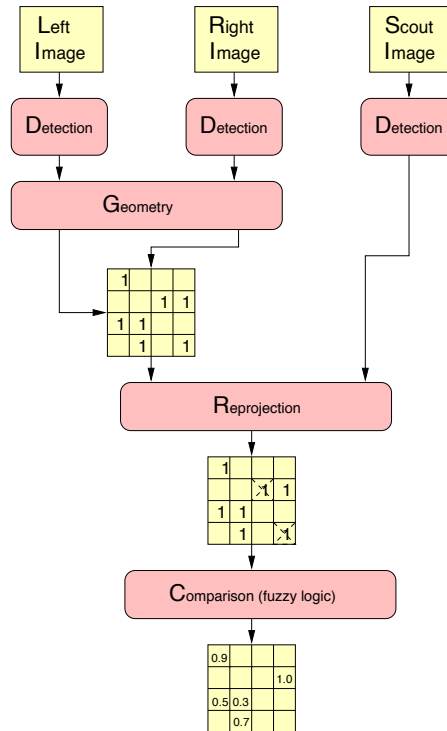 Left Image
Right Image
Scout Image
Detection
Detection
Detection
Geometry
1
1 1
1 1
1 1
Reprojection
1
1 1
1 1
1 1
Comparison (fuzzy logic)
0.9
1.0
0.5 0.3
0.7